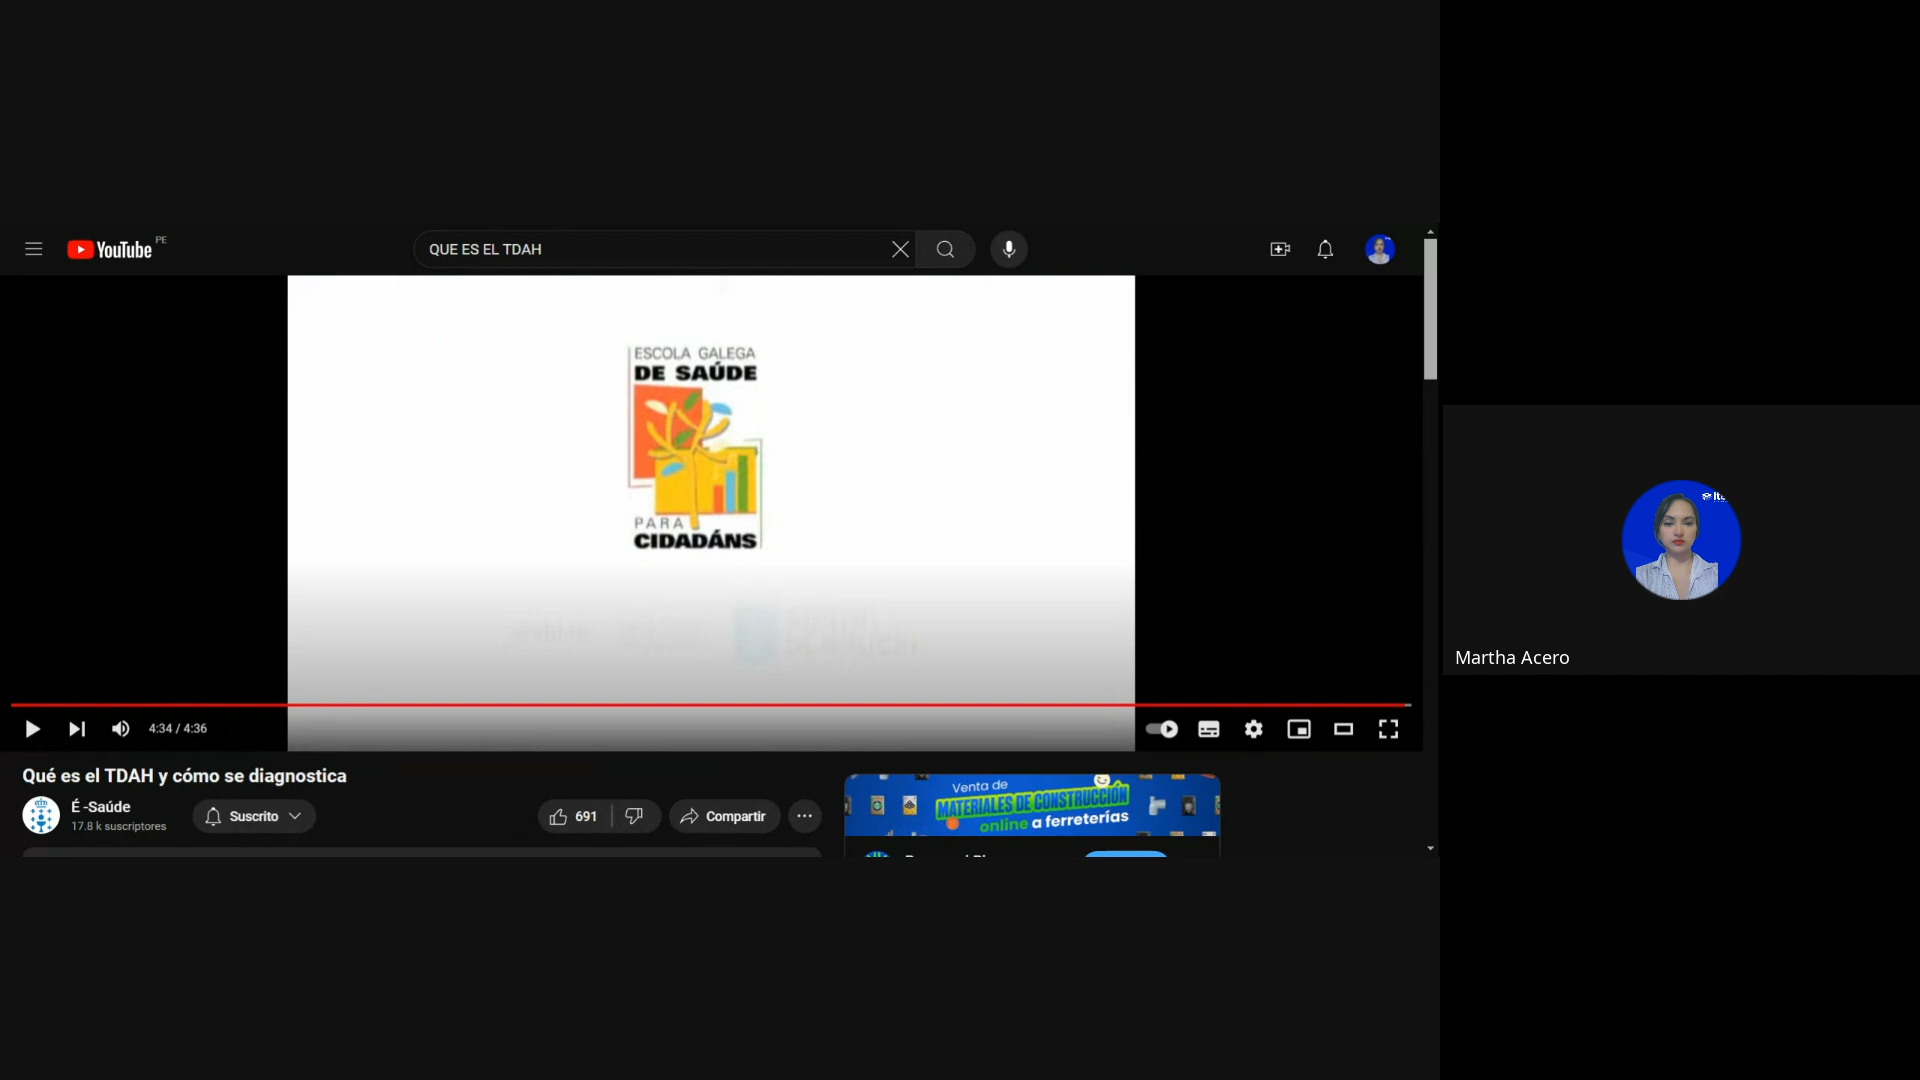 YouTube PE
QUE ES EL TDAH
ESCOLA GALEGA
DE SAÚDE
PARA
CIDADÁNS
4:34 / 4:36
Qué es el TDAH y cómo se diagnostica
É -Saúde
17.8 k suscriptores
Suscrito
691
Compartir
Venta de
MATERIALES DE CONSTRUCCIÓN
online a ferreterías
Martha Acero